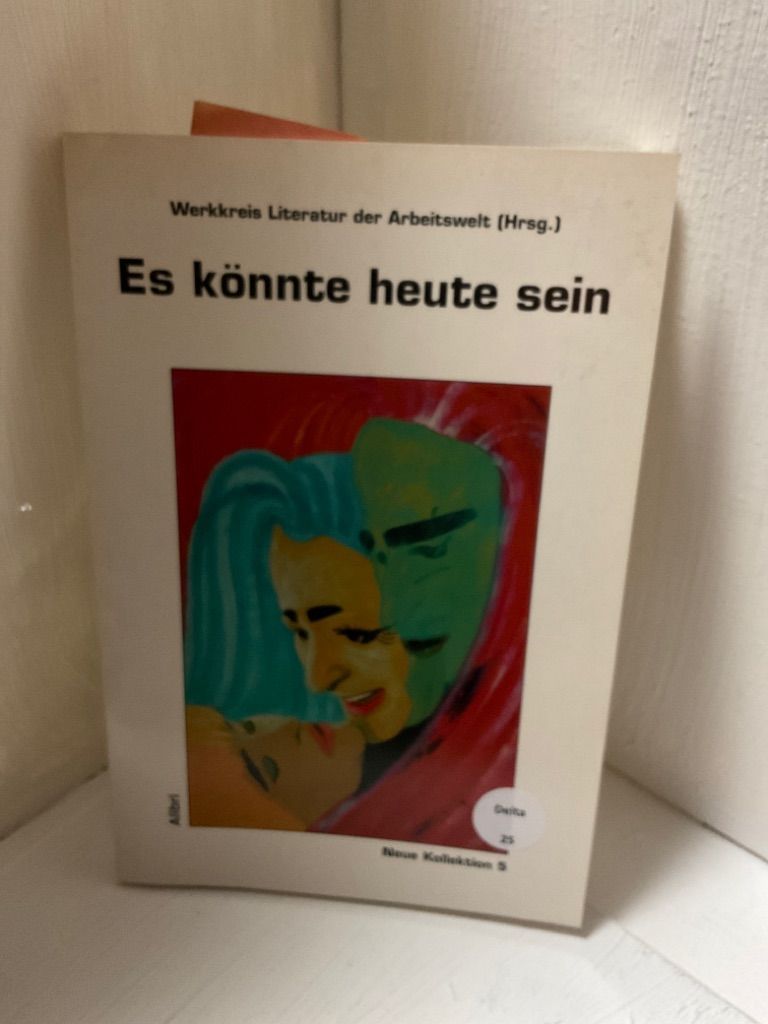 Werkkreis Literatur der Arbeitswelt (Hrsg.)
Es könnte heute sein
Alibri
Delta
25
Neue Kollektion 5